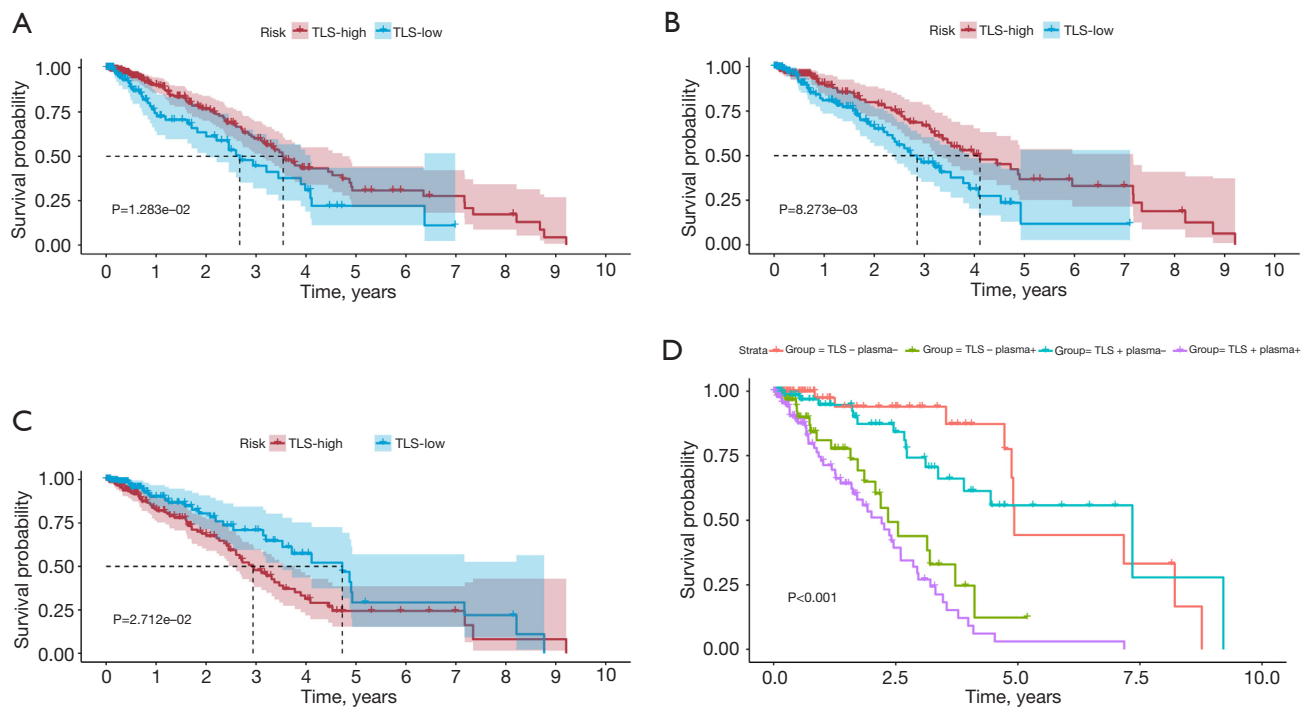 A
Risk TLS-high TLS-low
1.00
0.75
0.50
0.25
0.00
Survival probability
P=1.283e–02
0 1 2 3 4 5 6 7 8 9 10
Time, years
B
Risk TLS-high TLS-low
1.00
0.75
0.50
0.25
0.00
Survival probability
P=8.273e–03
0 1 2 3 4 5 6 7 8 9 10
Time, years
C
Risk TLS-high TLS-low
1.00
0.75
0.50
0.25
0.00
Survival probability
P=2.712e–02
0 1 2 3 4 5 6 7 8 9 10
Time, years
D
Strata Group = TLS – plasma– Group = TLS – plasma+ Group= TLS + plasma– Group= TLS + plasma+
1.00
0.75
0.50
0.25
0.00
Survival probability
P<0.001
0.0 2.5 5.0 7.5 10.0
Time, years